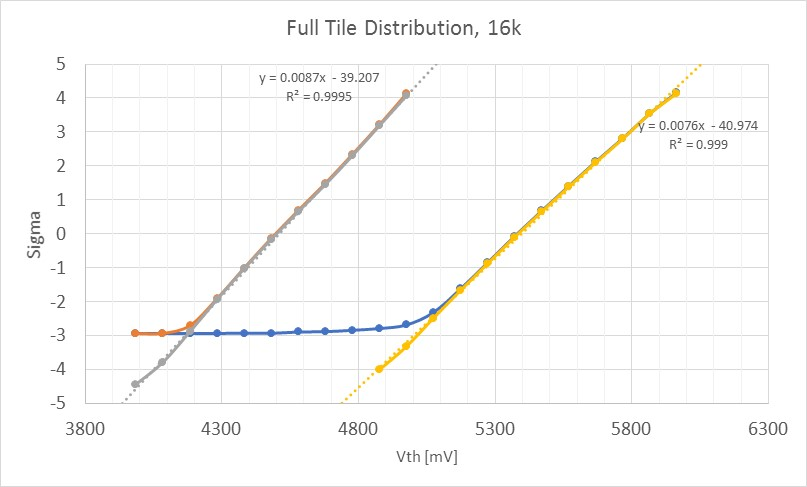 Full Tile Distribution, 16k
5
4
3
2
1
0
-1
-2
-3
-4
-5
Sigma
y = 0.0087x - 39.207
R² = 0.9995
y = 0.0076x - 40.974
R² = 0.999
3800 4300 4800 5300 5800 6300
Vth [mV]